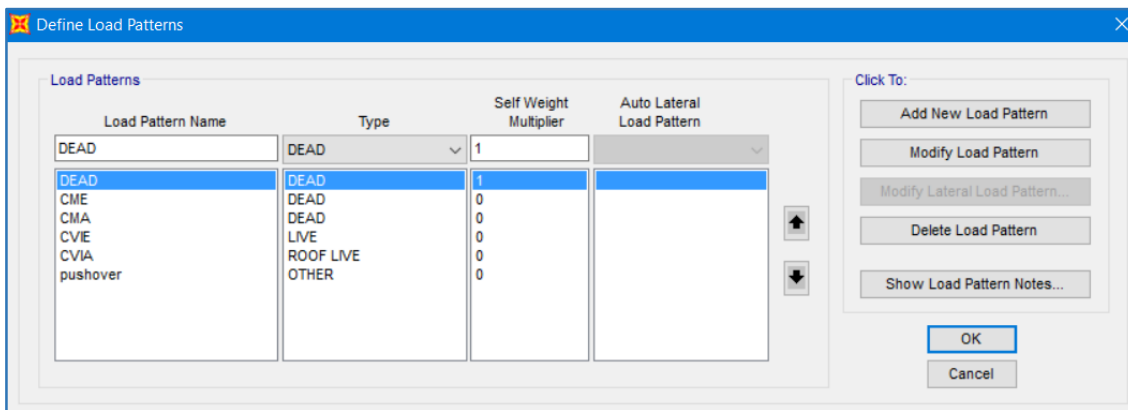 Define Load Patterns
Load Patterns
Click To:
Load Pattern Name Type Self Weight Multiplier Auto Lateral Load Pattern
DEAD DEAD 1
DEAD DEAD 1
CME DEAD 0
CMA DEAD 0
CVIE LIVE 0
CVIA ROOF LIVE 0
pushover OTHER 0
Add New Load Pattern
Modify Load Pattern
Modify Lateral Load Pattern...
Delete Load Pattern
Show Load Pattern Notes...
OK
Cancel